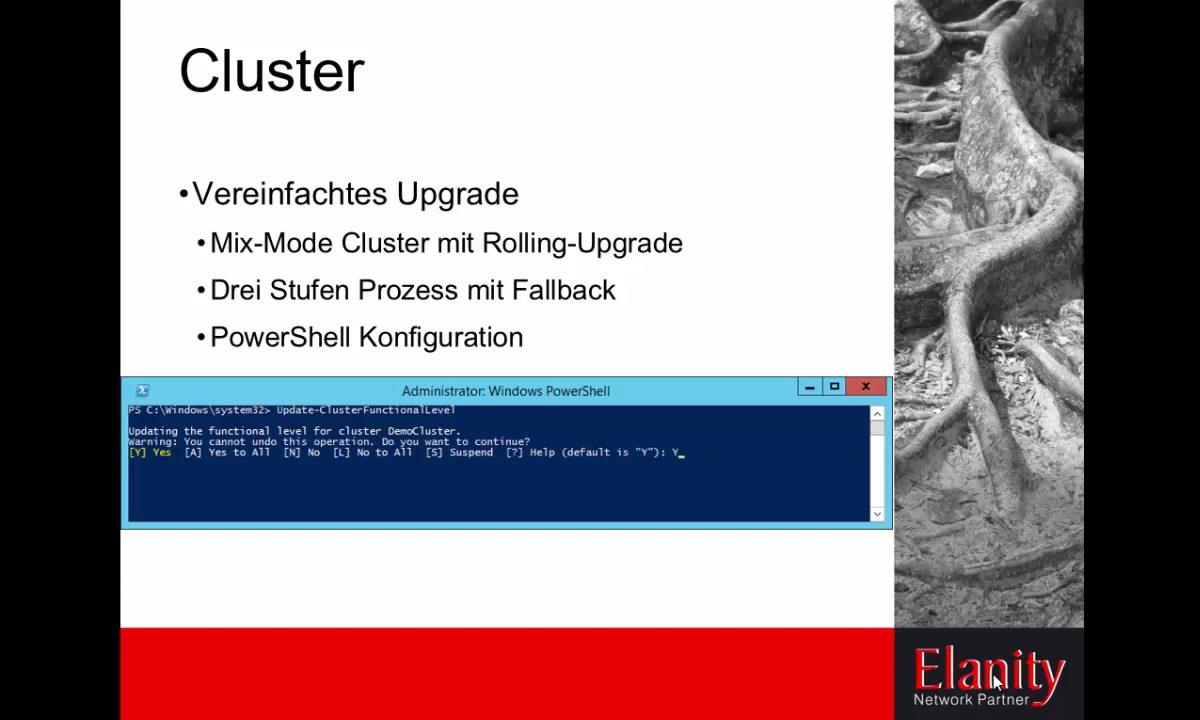 Cluster
•Vereinfachtes Upgrade
•Mix-Mode Cluster mit Rolling-Upgrade
•Drei Stufen Prozess mit Fallback
•PowerShell Konfiguration
Administrator: Windows PowerShell
PS C:\Windows\system32> Update-ClusterFunctionalLevel
Updating the functional level for cluster DemoCluster.
Warning: You cannot undo this operation. Do you want to continue?
[Y] Yes  [A] Yes to All  [N] No  [L] No to All  [S] Suspend  [?] Help (default is "Y"): Y_
Elanity
Network Partner